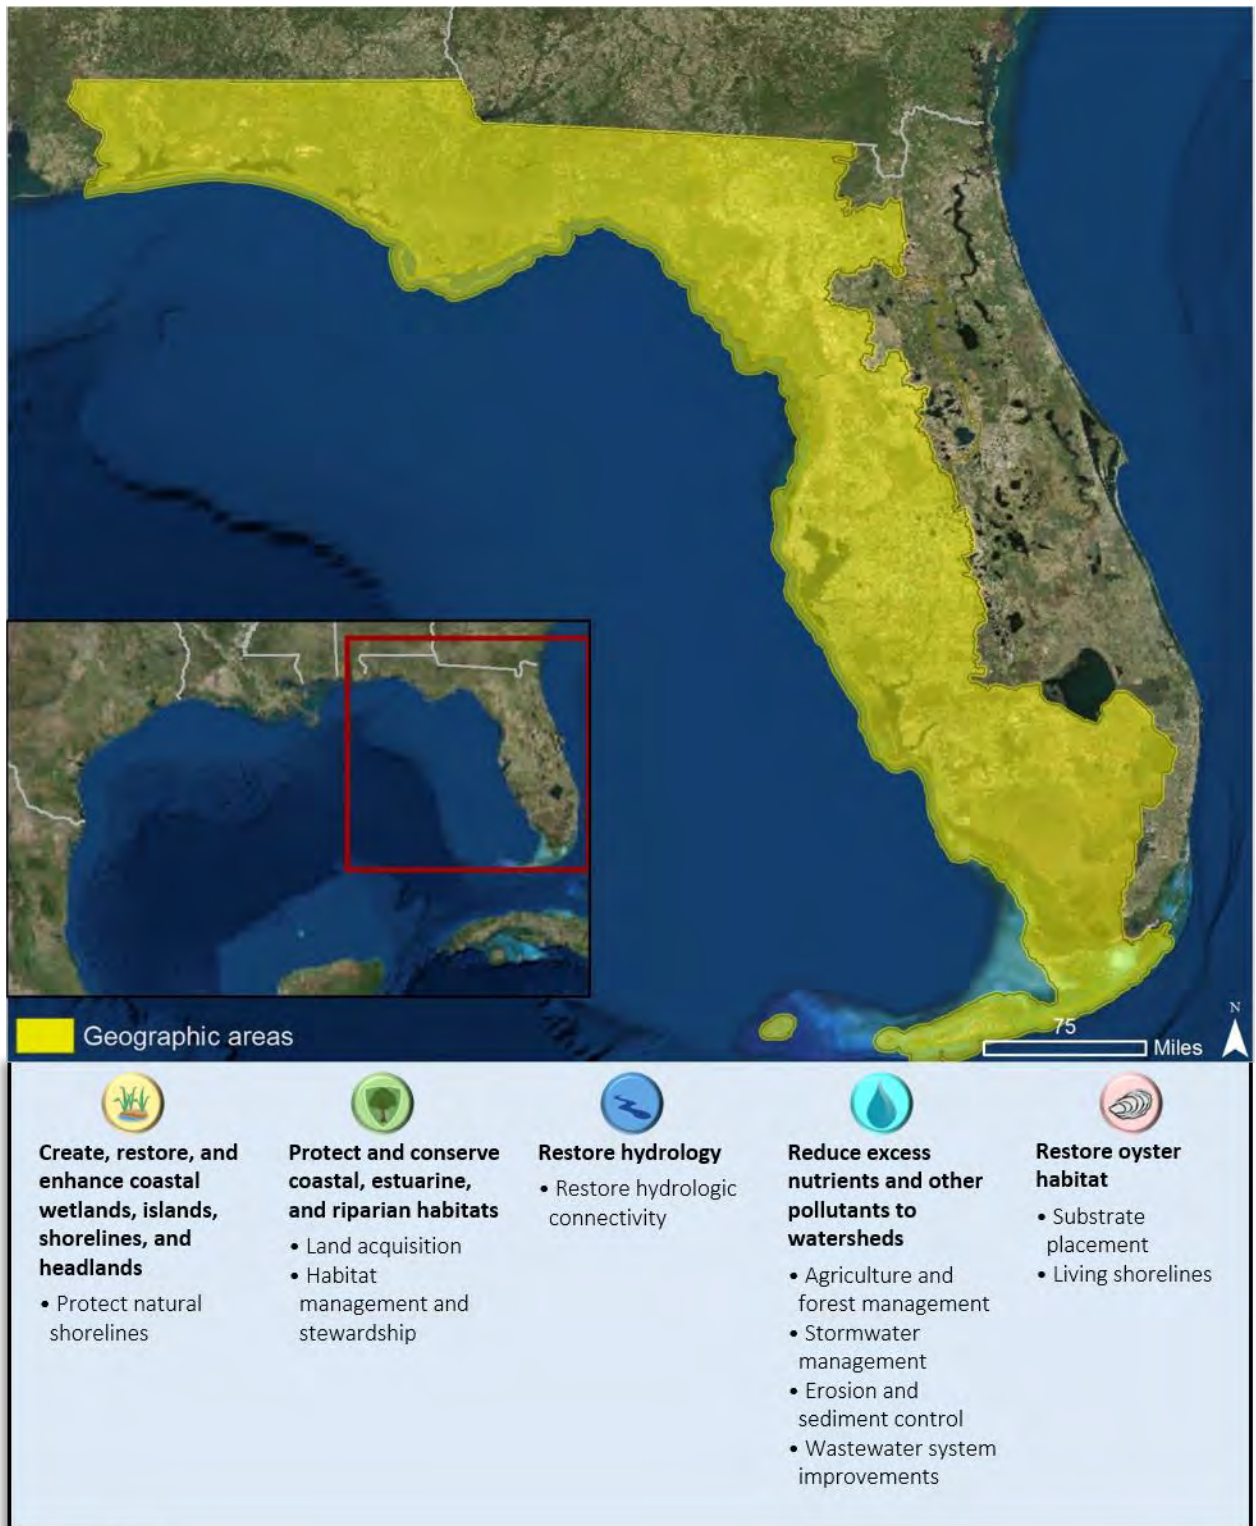 Geographic areas
75
Miles
N
Create, restore, and
enhance coastal
wetlands, islands,
shorelines, and
headlands
• Protect natural
shorelines
Protect and conserve
coastal, estuarine,
and riparian habitats
• Land acquisition
• Habitat
management and
stewardship
Restore hydrology
• Restore hydrologic
connectivity
Reduce excess
nutrients and other
pollutants to
watersheds
• Agriculture and
forest management
• Stormwater
management
• Erosion and
sediment control
• Wastewater system
improvements
Restore oyster
habitat
• Substrate
placement
• Living shorelines